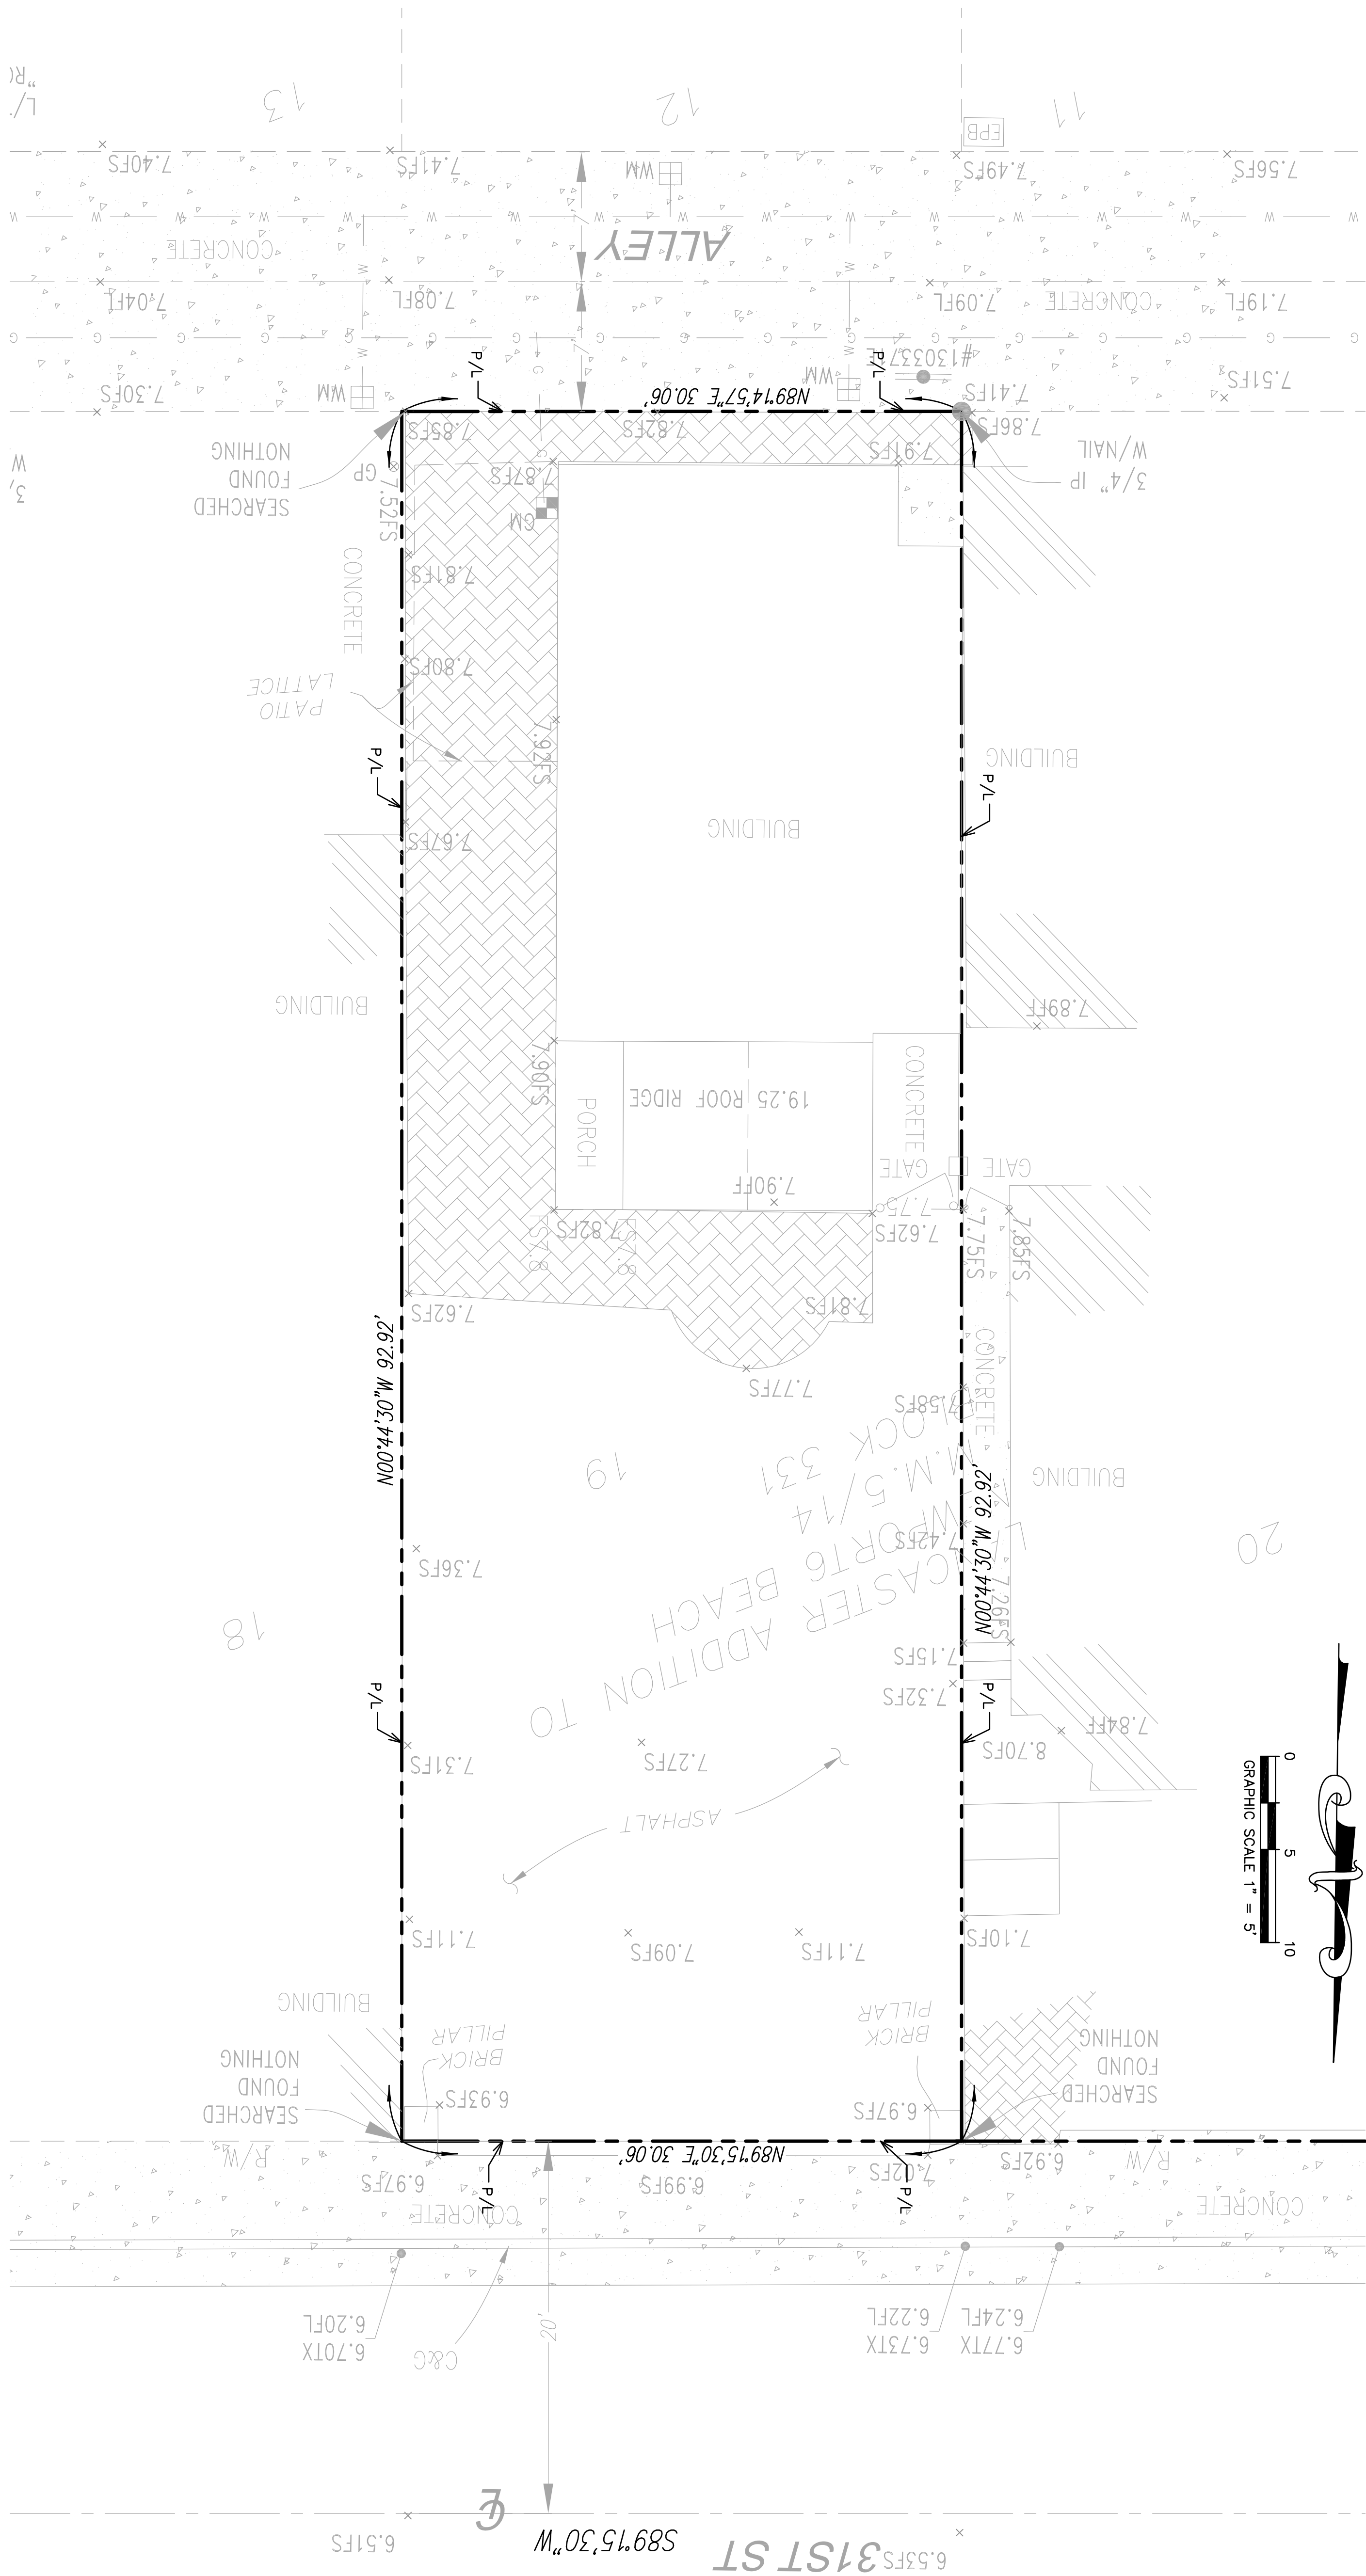 31ST ST
S89°15'30"W
6.53FS
6.51FS
℄
20'
C&G
6.77TX
6.24FL
6.73TX
6.22FL
6.70TX
6.20FL
CONCRETE
CONCRETE
R/W
R/W
6.92FS
7.02FS
6.99FS
6.97FS
P/L
P/L
N89°15'30"E 30.06'
SEARCHED
FOUND
NOTHING
SEARCHED
FOUND
NOTHING
6.97FS
6.93FS
BRICK
PILLAR
BRICK
PILLAR
BUILDING
7.10FS
7.11FS
7.09FS
7.11FS
ASPHALT
8.70FS
7.84FF
7.27FS
7.31FS
P/L
P/L
7.32FS
7.15FS
7.26FS
7.42FS
7.36FS
7.58FS
LANCASTER ADDITION TO
NEWPORT6 BEACH
M.M. 5/14
BLOCK 331
18
19
20
N00°44'30"W 92.92'
N00°44'30"W 92.92'
BUILDING
CONCRETE
7.77FS
7.81FS
7.62FS
7.85FS
7.75FS
7.62FS
7.82FS
FS7.8
FS7.8
7.75
GATE
GATE
7.90FF
CONCRETE
PORCH
19.25 ROOF RIDGE
7.90FS
7.89FF
BUILDING
BUILDING
BUILDING
P/L
P/L
7.67FS
7.92FS
PATIO
LATTICE
7.80FS
CONCRETE
7.81FS
GM
7.87FS
7.91FS
7.52FS
GP
SEARCHED
FOUND
NOTHING
3/4" IP
W/NAIL
7.86FS
7.82FS
7.85FS
N89°14'57"E 30.06'
P/L
P/L
7.41FS
7.51FS
7.30FS
#130337E
WM
WM
G
W
7'
7.19FL
7.09FL
7.08FL
7.04FL
CONCRETE
CONCRETE
ALLEY
7'
WM
7.56FS
7.49FS
7.41FS
7.40FS
EPB
11
12
13
0 5 10
GRAPHIC SCALE 1" = 5'